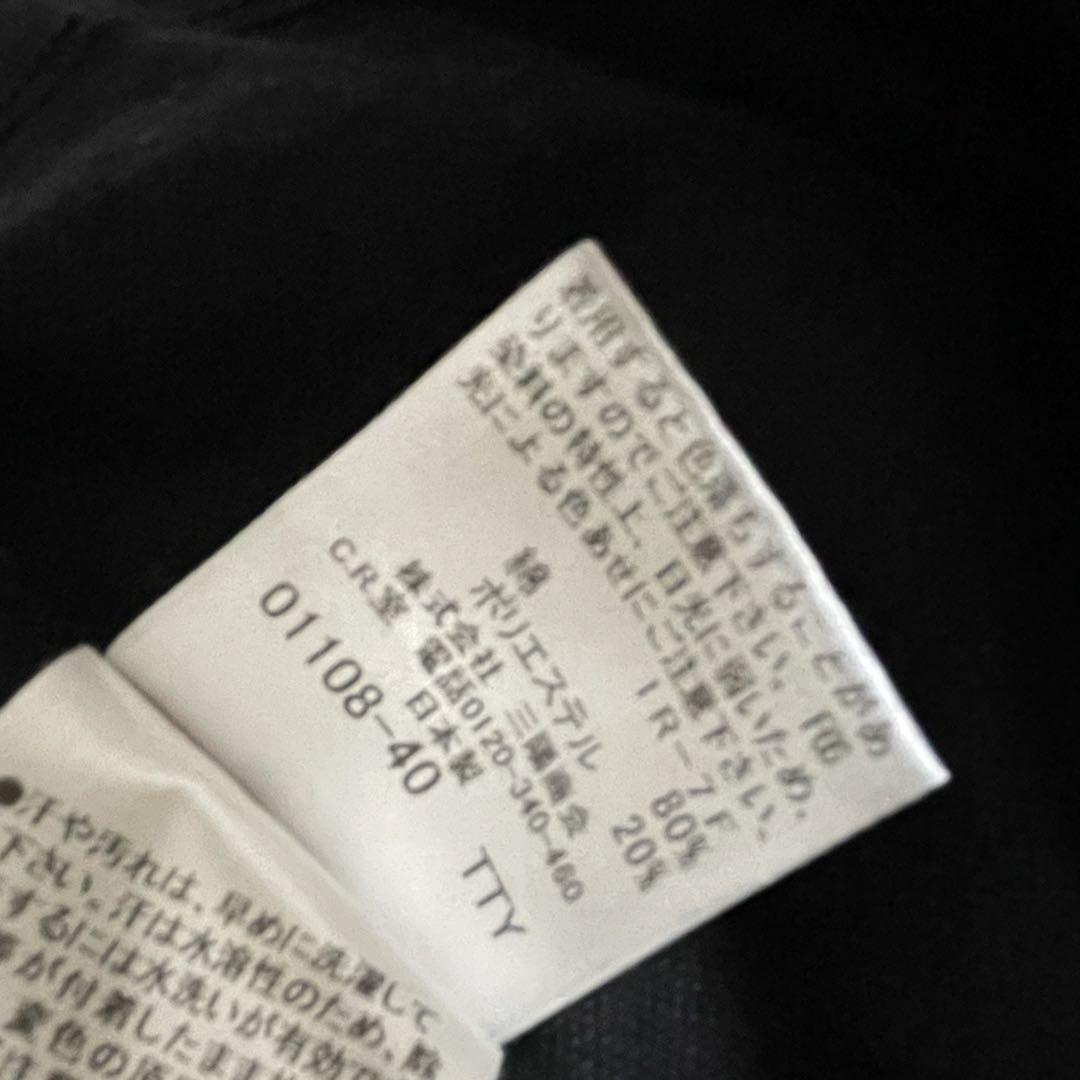 着用すると色落ちすることがあ
りますのでご注意下さい。
染料の特性上、日光に弱いため、
光による色あせにご注意下さい。
IR-7F
綿 80%
ポリエステル 20%
株式会社 三陽商会
C.R.室 電話0120-340-460
日本製
01108-40 TTY
●汗や汚れは、早めに洗濯して
下さい。汗は水溶性のため、除
するには水洗いが有効
が付着したまま
変色の原